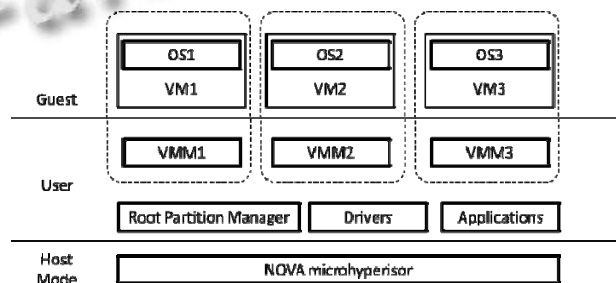 OS1 OS2 OS3
VM1 VM2 VM3
Guest
VMM1 VMM2 VMM3
User
Root Partition Manager Drivers Applications
Host
Mode
NOVA microhyperisor